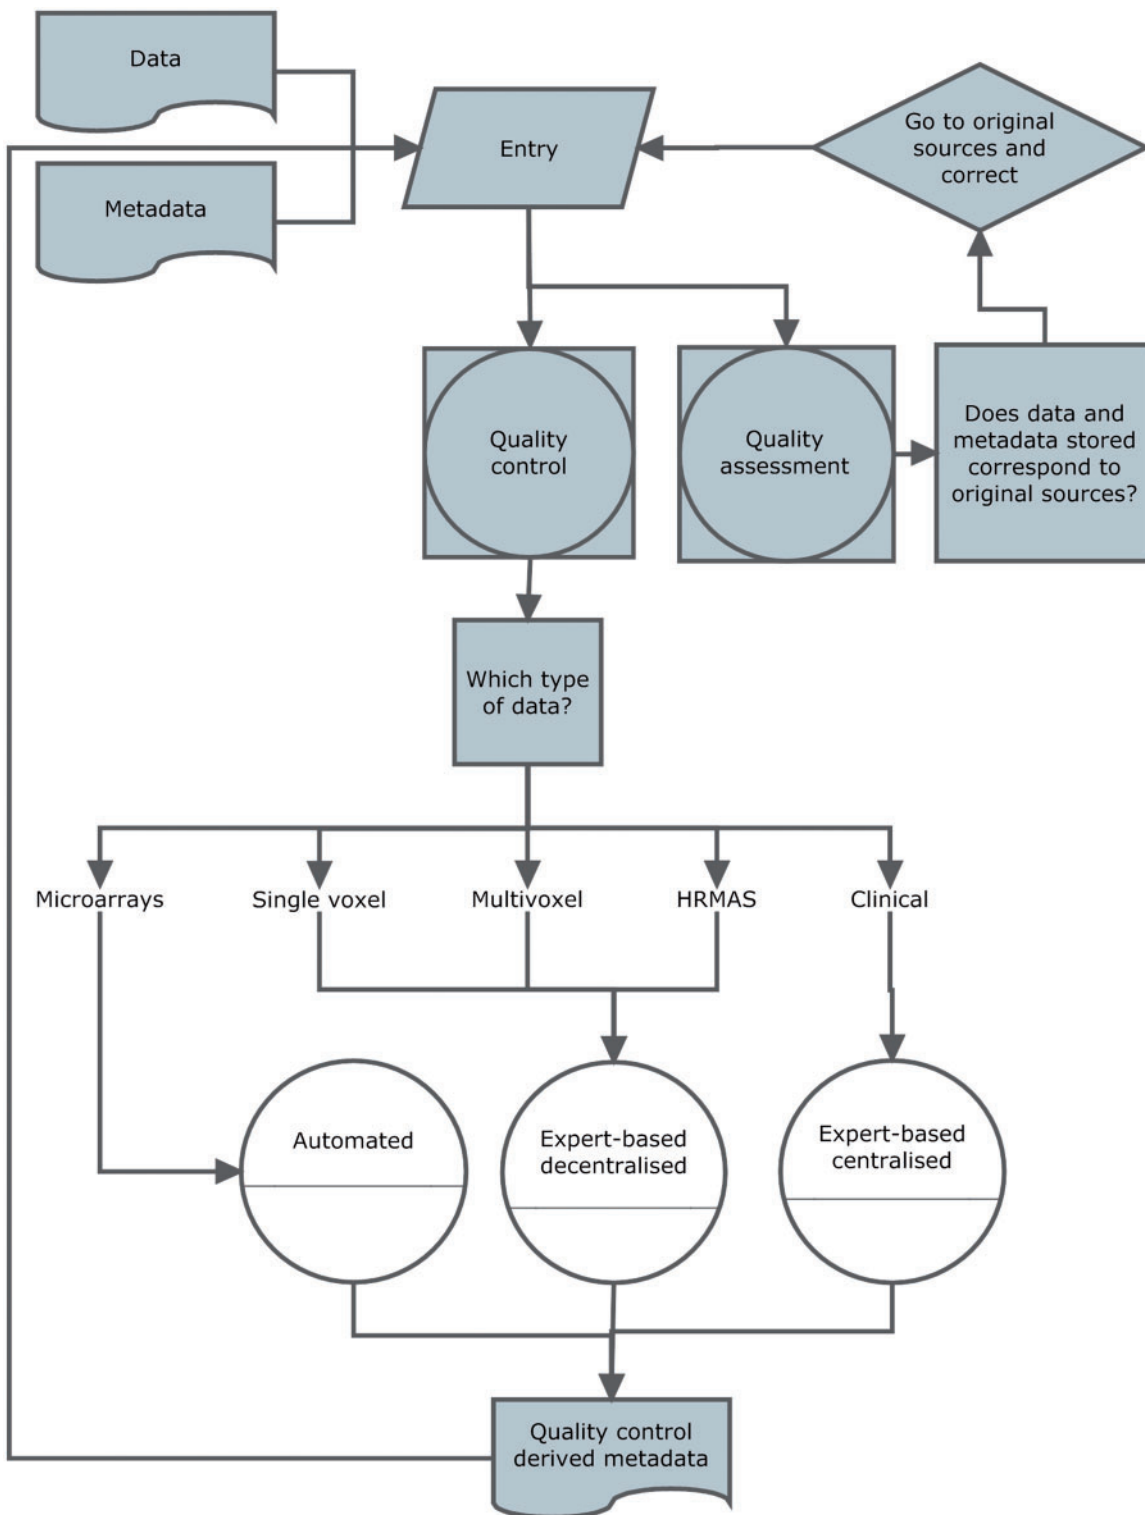 Data
Metadata
Entry
Go to original
sources and
correct
Quality
control
Quality
assessment
Does data and
metadata stored
correspond to
original sources?
Which type
of data?
Microarrays
Single voxel
Multivoxel
HRMAS
Clinical
Automated
Expert-based
decentralised
Expert-based
centralised
Quality control
derived metadata